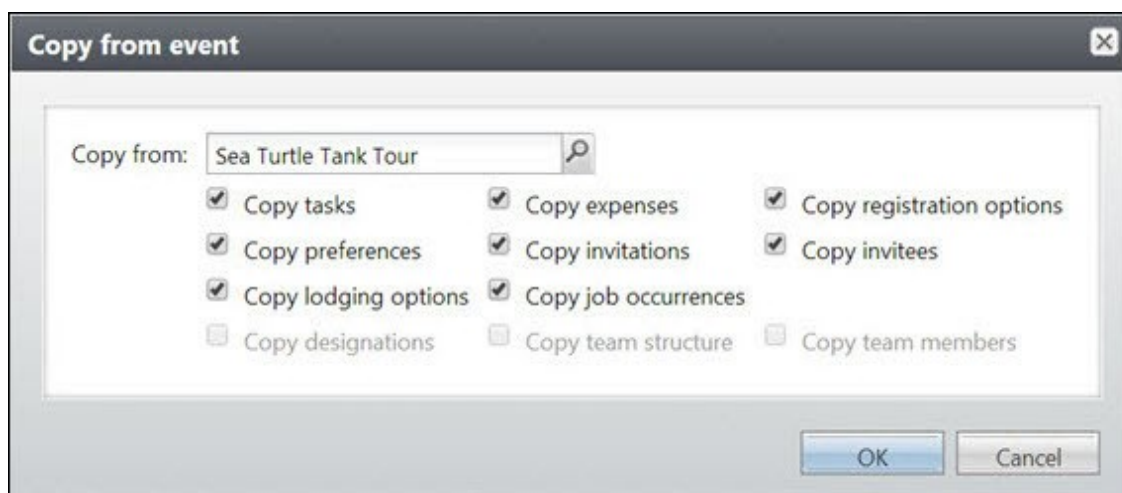 Copy from event
Copy from: Sea Turtle Tank Tour
Copy tasks Copy expenses Copy registration options
Copy preferences Copy invitations Copy invitees
Copy lodging options Copy job occurrences
Copy designations Copy team structure Copy team members
OK Cancel